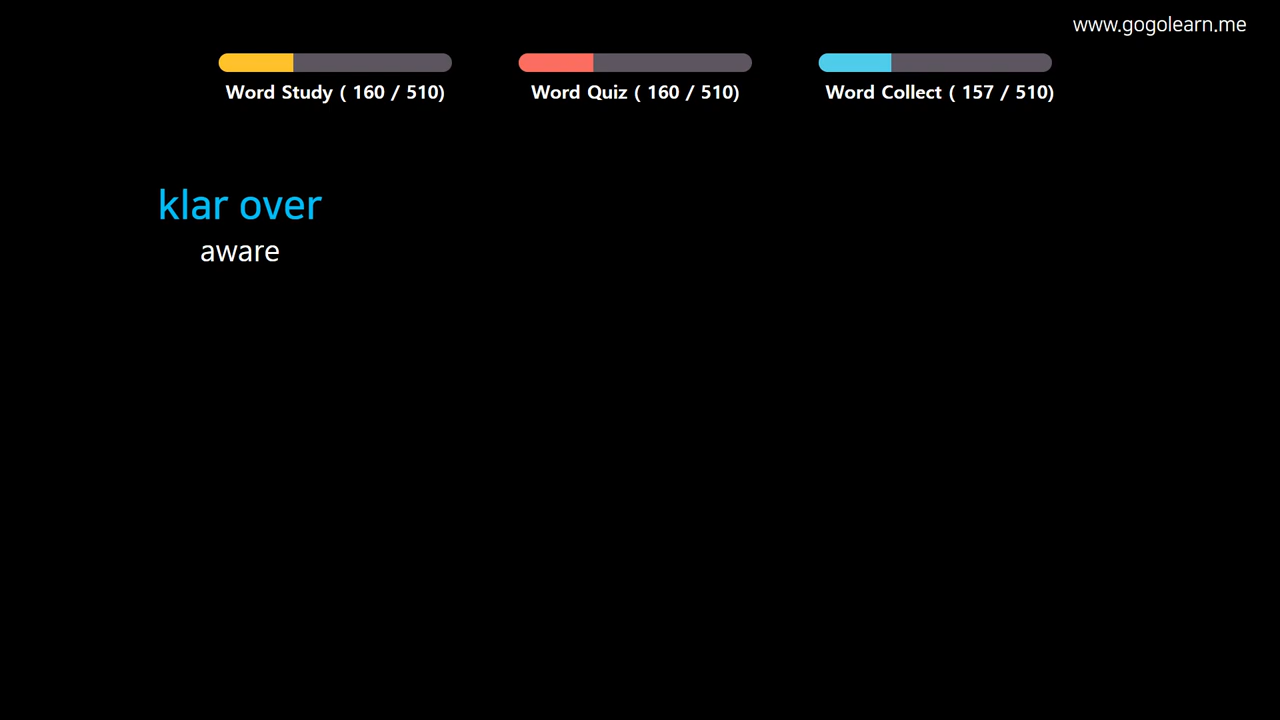 www.gogolearn.me
Word Study ( 160 / 510)
Word Quiz ( 160 / 510)
Word Collect ( 157 / 510)
klar over
aware